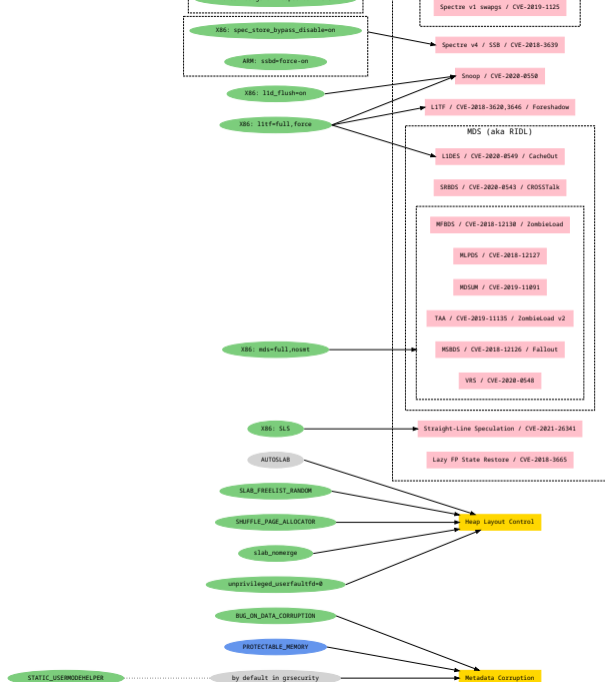 Spectre v1 swapgs / CVE-2019-1125
X86: spec_store_bypass_disable=on
Spectre v4 / SSB / CVE-2018-3639
ARM: ssbd=force-on
Snoop / CVE-2020-0550
X86: l1d_flush=on
L1TF / CVE-2018-3620,3646 / Foreshadow
X86: l1tf=full,force
MDS (aka RIDL)
L1DES / CVE-2020-0549 / CacheOut
SRBDS / CVE-2020-0543 / CROSSTalk
MFBDS / CVE-2018-12130 / ZombieLoad
MLPDS / CVE-2018-12127
MDSUM / CVE-2019-11091
TAA / CVE-2019-11135 / ZombieLoad v2
X86: mds=full,nosmt
MSBDS / CVE-2018-12126 / Fallout
VRS / CVE-2020-0548
X86: SLS
Straight-Line Speculation / CVE-2021-26341
AUTOSLAB
Lazy FP State Restore / CVE-2018-3665
SLAB_FREELIST_RANDOM
SHUFFLE_PAGE_ALLOCATOR
Heap Layout Control
slab_nomerge
unprivileged_userfaultfd=0
BUG_ON_DATA_CORRUPTION
PROTECTABLE_MEMORY
STATIC_USERMODEHELPER
by default in grsecurity
Metadata Corruption